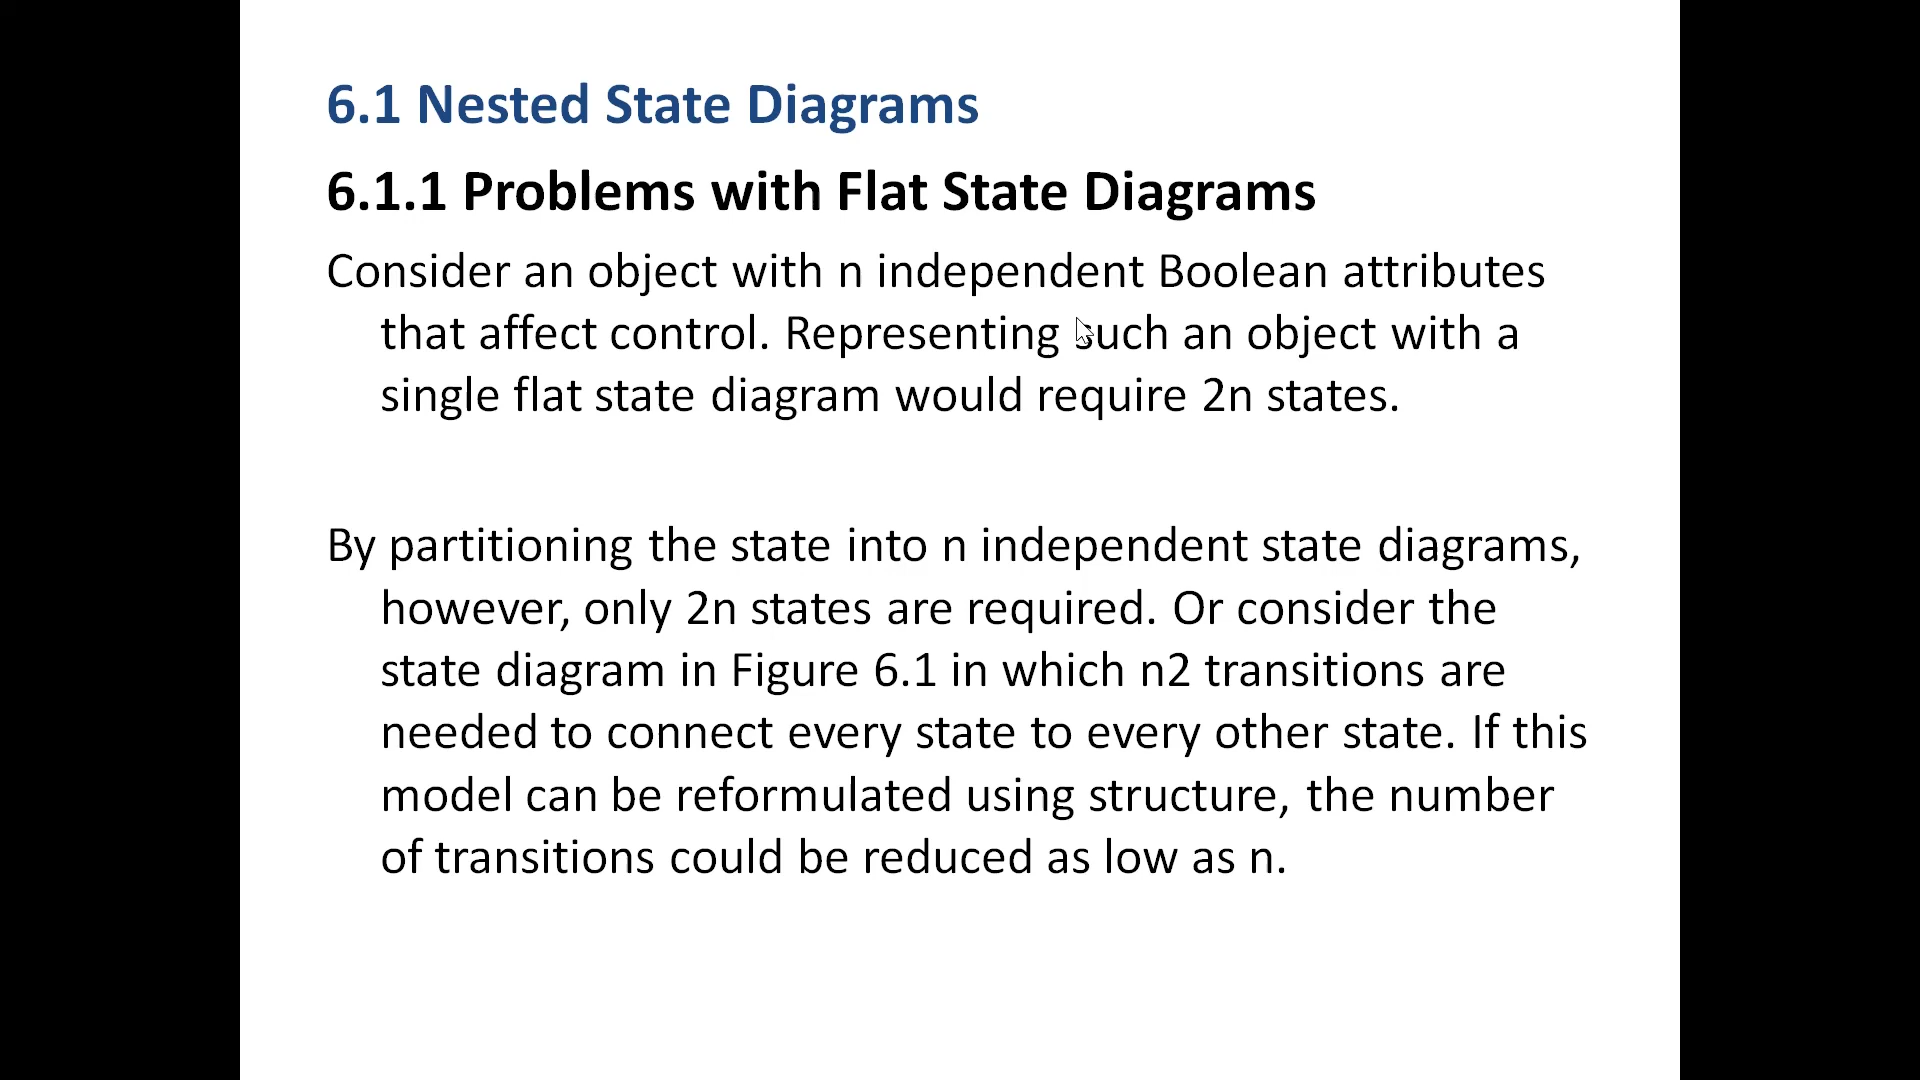 6.1 Nested State Diagrams
6.1.1 Problems with Flat State Diagrams
Consider an object with n independent Boolean attributes
that affect control. Representing such an object with a
single flat state diagram would require 2n states.
By partitioning the state into n independent state diagrams,
however, only 2n states are required. Or consider the
state diagram in Figure 6.1 in which n2 transitions are
needed to connect every state to every other state. If this
model can be reformulated using structure, the number
of transitions could be reduced as low as n.